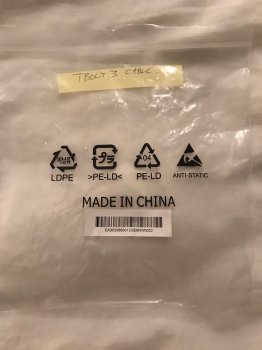 TBOLT 3 CABLE
04
LDPE >PE-LD< PE-LD ANTI-STATIC
MADE IN CHINA